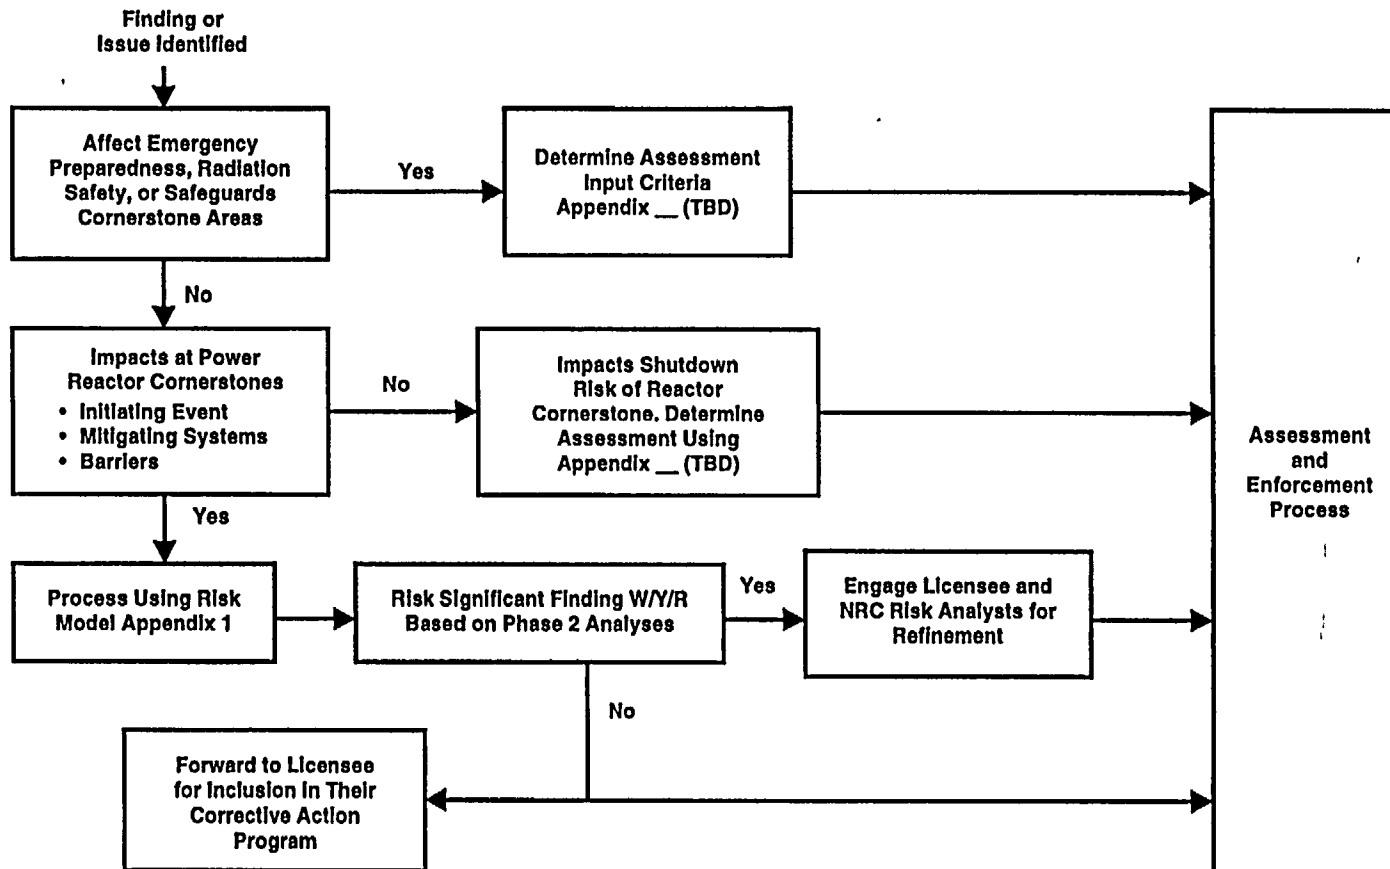 Finding or
Issue Identified
Affect Emergency
Preparedness, Radiation
Safety, or Safeguards
Cornerstone Areas
Yes
Determine Assessment
Input Criteria
Appendix __ (TBD)
No
Impacts at Power
Reactor Cornerstones
• Initiating Event
• Mitigating Systems
• Barriers
No
Impacts Shutdown
Risk of Reactor
Cornerstone. Determine
Assessment Using
Appendix __ (TBD)
Assessment
and
Enforcement
Process
Yes
Process Using Risk
Model Appendix 1
Risk Significant Finding W/Y/R
Based on Phase 2 Analyses
Yes
Engage Licensee and
NRC Risk Analysts for
Refinement
No
Forward to Licensee
for Inclusion in Their
Corrective Action
Program